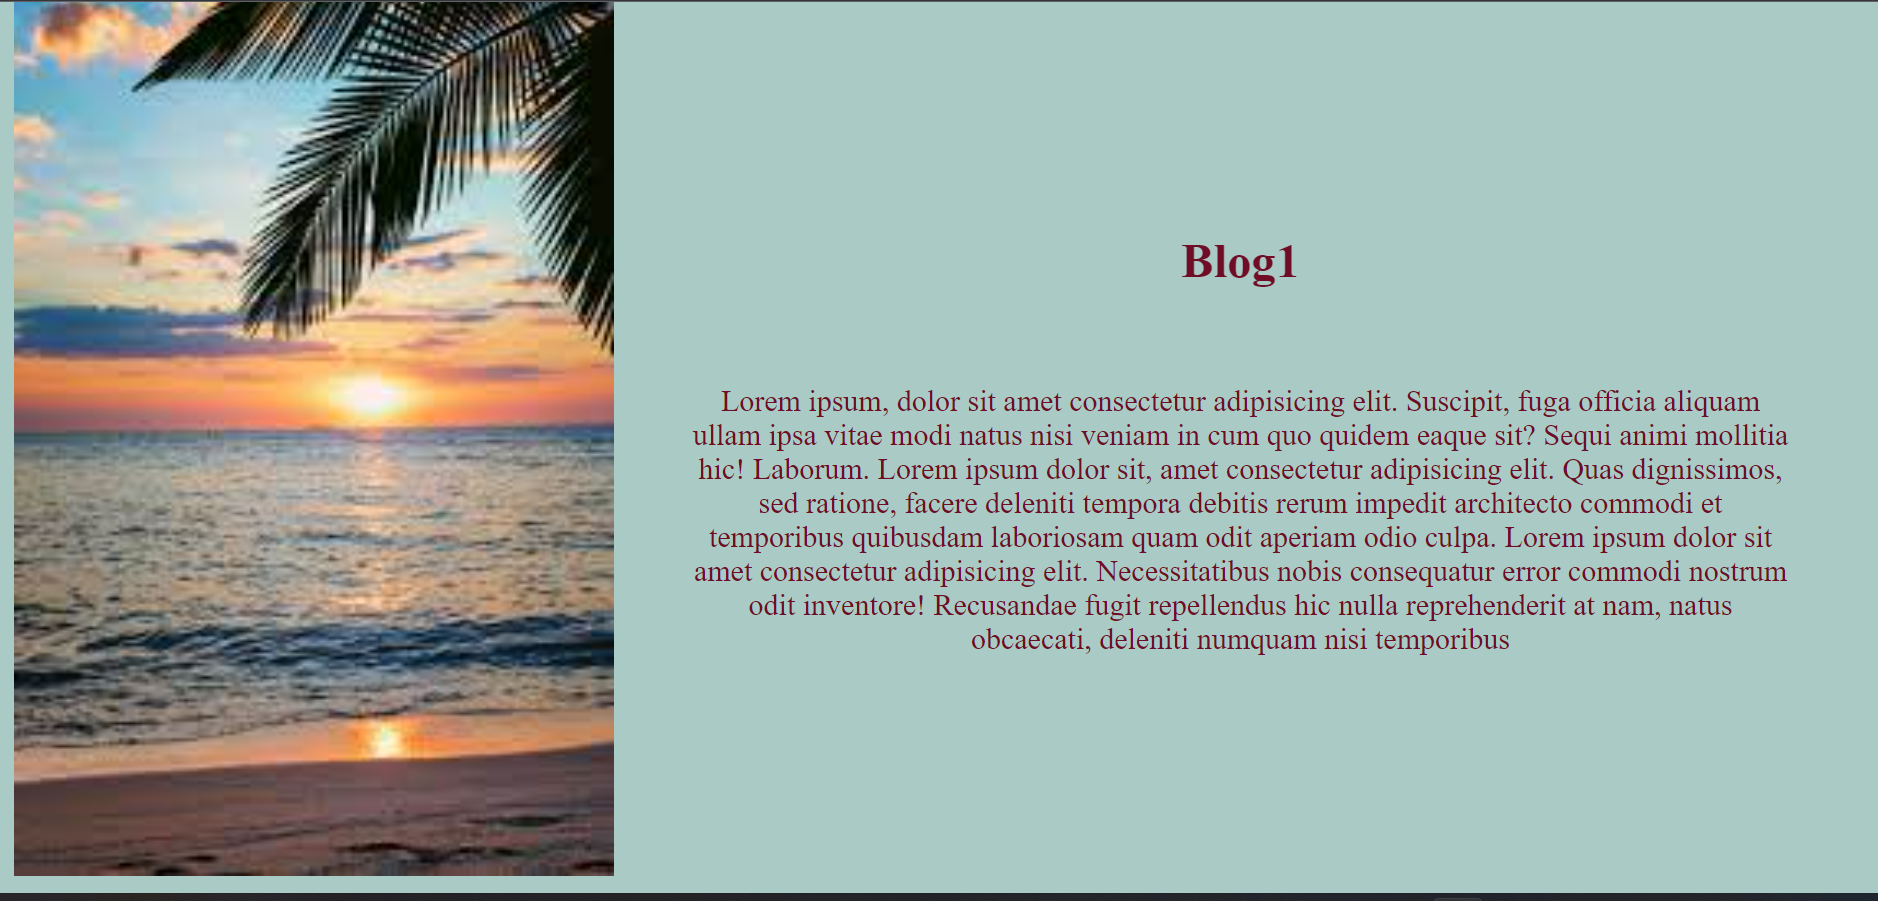 Blog1
Lorem ipsum, dolor sit amet consectetur adipisicing elit. Suscipit, fuga officia aliquam
ullam ipsa vitae modi natus nisi veniam in cum quo quidem eaque sit? Sequi animi mollitia
hic! Laborum. Lorem ipsum dolor sit, amet consectetur adipisicing elit. Quas dignissimos,
sed ratione, facere deleniti tempora debitis rerum impedit architecto commodi et
temporibus quibusdam laboriosam quam odit aperiam odio culpa. Lorem ipsum dolor sit
amet consectetur adipisicing elit. Necessitatibus nobis consequatur error commodi nostrum
odit inventore! Recusandae fugit repellendus hic nulla reprehenderit at nam, natus
obcaecati, deleniti numquam nisi temporibus